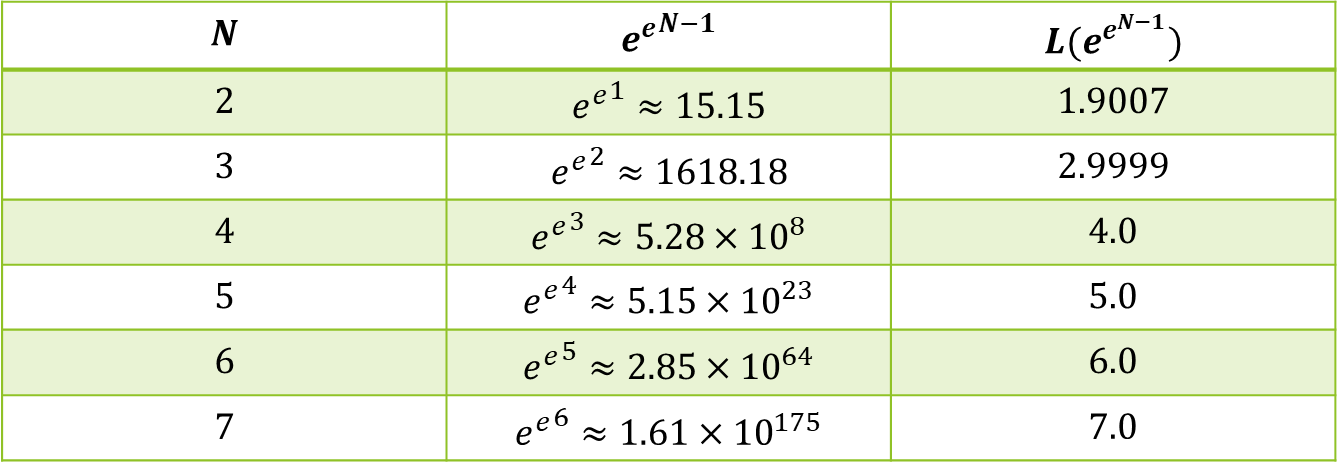 N e^{e^{N−1}} L(e^{e^{N−1}})
2 e^{e^1} ≈ 15.15 1.9007
3 e^{e^2} ≈ 1618.18 2.9999
4 e^{e^3} ≈ 5.28 × 10^8 4.0
5 e^{e^4} ≈ 5.15 × 10^{23} 5.0
6 e^{e^5} ≈ 2.85 × 10^{64} 6.0
7 e^{e^6} ≈ 1.61 × 10^{175} 7.0